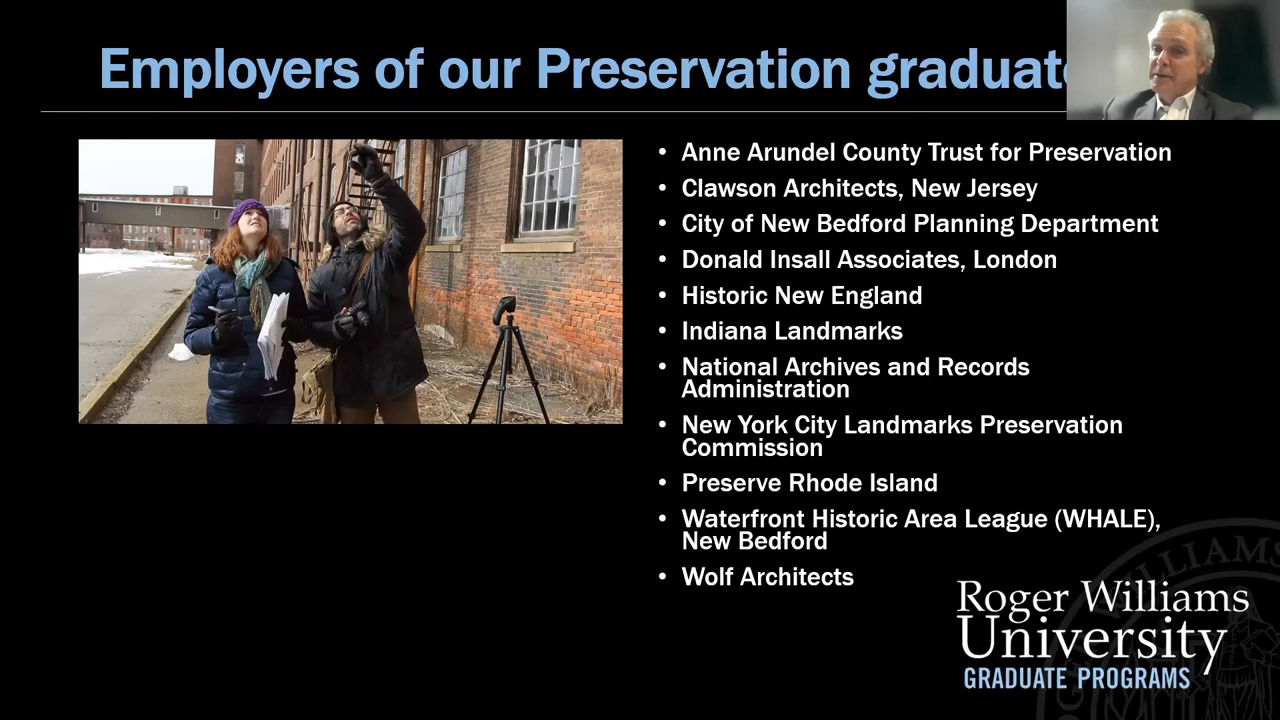 Employers of our Preservation graduat
• Anne Arundel County Trust for Preservation
• Clawson Architects, New Jersey
• City of New Bedford Planning Department
• Donald Insall Associates, London
• Historic New England
• Indiana Landmarks
• National Archives and Records
Administration
• New York City Landmarks Preservation
Commission
• Preserve Rhode Island
• Waterfront Historic Area League (WHALE),
New Bedford
• Wolf Architects
WILLIAMS
Roger Williams
University
GRADUATE PROGRAMS